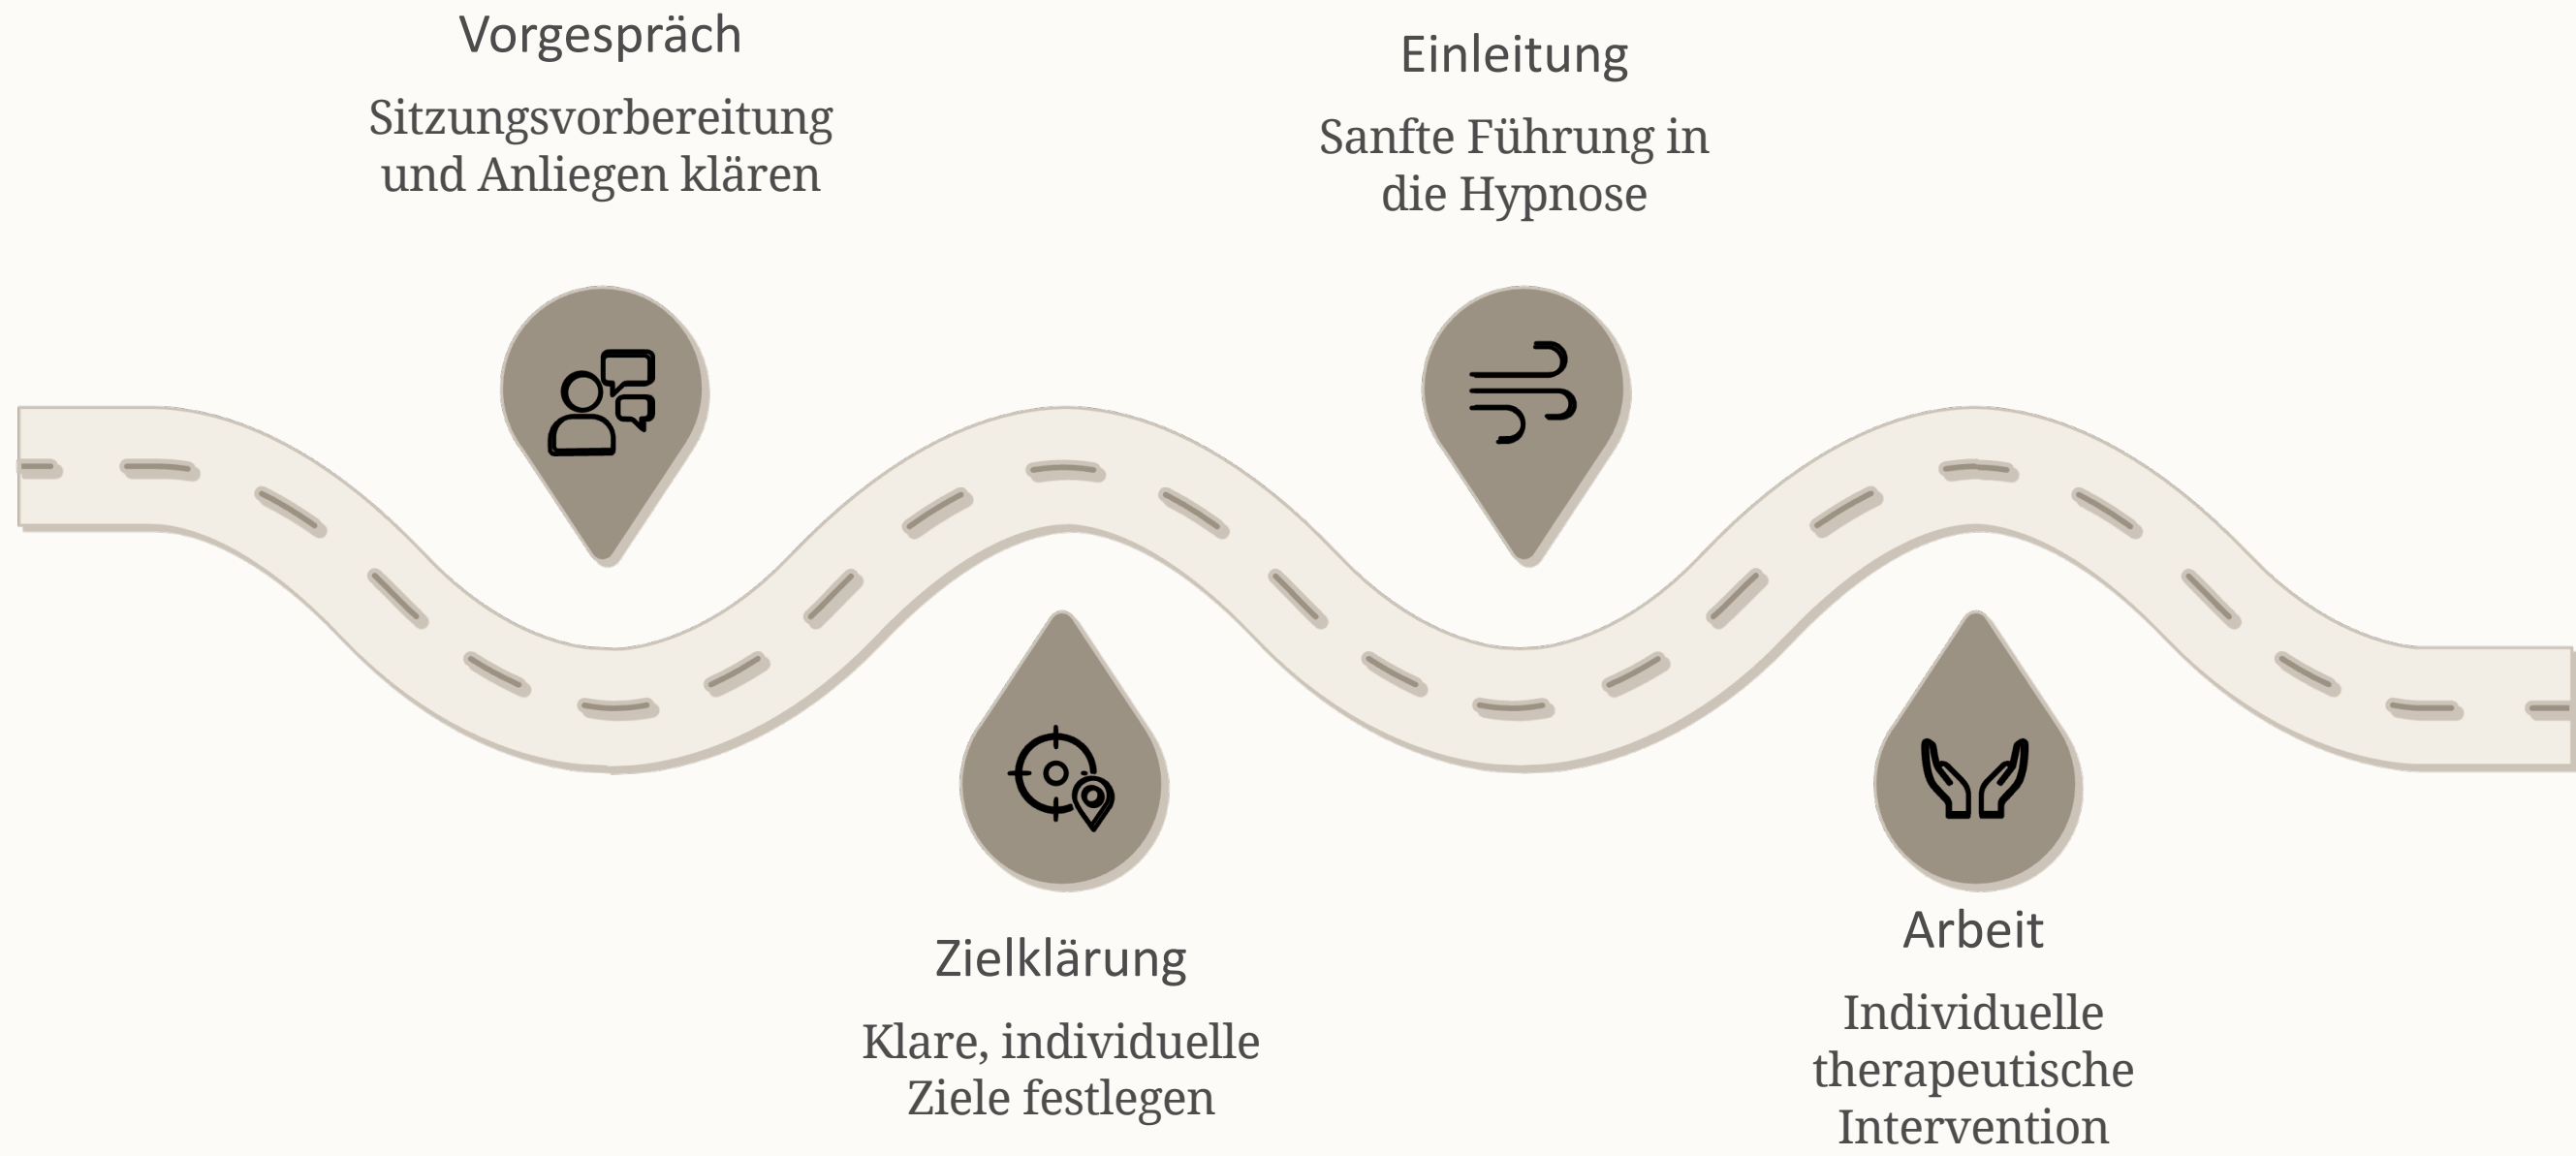 Vorgespräch
Sitzungsvorbereitung
und Anliegen klären
Zielklärung
Klare, individuelle
Ziele festlegen
Einleitung
Sanfte Führung in
die Hypnose
Arbeit
Individuelle
therapeutische
Intervention